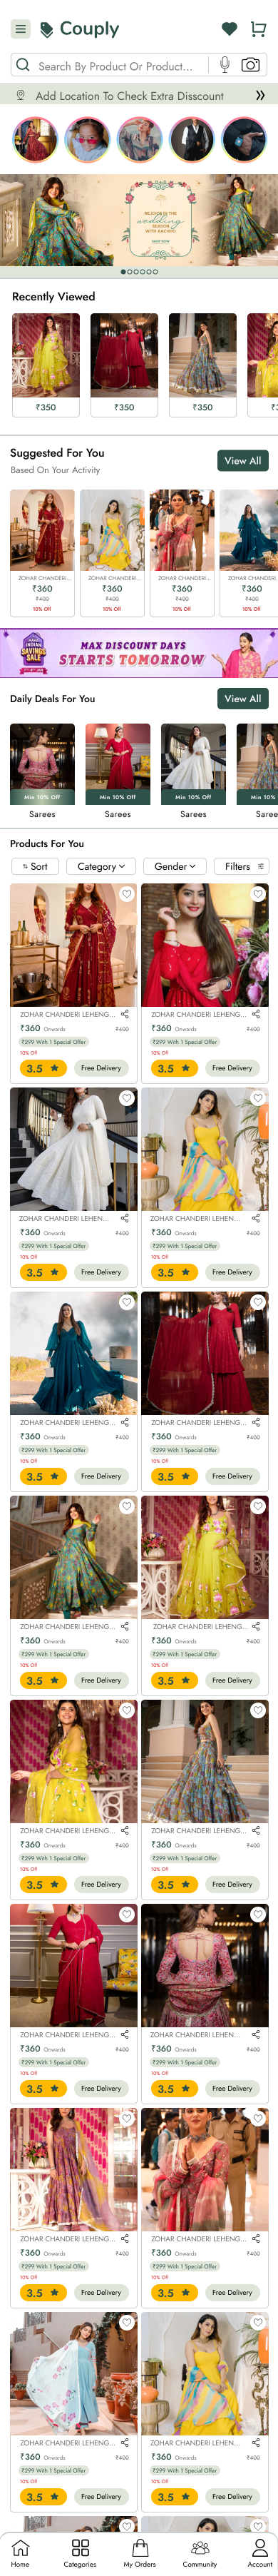 Couply
Search By Product Or Product...
Add Location To Check Extra Disscount
REJOICE IN THE
wedding
SEASON
WITH AACHHO
SHOP NOW
Recently Viewed
₹350 ₹350 ₹350
Suggested For You
Based On Your Activity
View All
ZOHAR CHANDERI... ZOHAR CHANDERI... ZOHAR CHANDERI... ZOHAR CHANDERI
₹360 ₹360 ₹360 ₹360
₹400 ₹400 ₹400 ₹400
10% Off 10% Off 10% Off 10% Off
INDIAN
SAVINGS
SALE
MAX DISCOUNT DAYS
STARTS TOMORROW
Daily Deals For You
View All
Min 10% Off Min 10% Off Min 10% Off Min 10%
Sarees Sarees Sarees Saree
Products For You
Sort Category Gender Filters
ZOHAR CHANDERI LEHENG... ZOHAR CHANDERI LEHENG...
₹360 Onwards ₹400 ₹360 Onwards ₹400
₹299 With 1 Special Offer ₹299 With 1 Special Offer
10% Off 10% Off
3.5 Free Delivery 3.5 Free Delivery
ZOHAR CHANDERI LEHEN... ZOHAR CHANDERI LEHEN...
₹360 Onwards ₹400 ₹360 Onwards ₹400
₹299 With 1 Special Offer ₹299 With 1 Special Offer
10% Off 10% Off
3.5 Free Delivery 3.5 Free Delivery
ZOHAR CHANDERI LEHENG... ZOHAR CHANDERI LEHENG...
₹360 Onwards ₹400 ₹360 Onwards ₹400
₹299 With 1 Special Offer ₹299 With 1 Special Offer
10% Off 10% Off
3.5 Free Delivery 3.5 Free Delivery
ZOHAR CHANDERI LEHENG... ZOHAR CHANDERI LEHENG...
₹360 Onwards ₹400 ₹360 Onwards ₹400
₹299 With 1 Special Offer ₹299 With 1 Special Offer
10% Off 10% Off
3.5 Free Delivery 3.5 Free Delivery
ZOHAR CHANDERI LEHENG... ZOHAR CHANDERI LEHENG...
₹360 Onwards ₹400 ₹360 Onwards ₹400
₹299 With 1 Special Offer ₹299 With 1 Special Offer
10% Off 10% Off
3.5 Free Delivery 3.5 Free Delivery
ZOHAR CHANDERI LEHENG... ZOHAR CHANDERI LEHEN...
₹360 Onwards ₹400 ₹360 Onwards ₹400
₹299 With 1 Special Offer ₹299 With 1 Special Offer
10% Off 10% Off
3.5 Free Delivery 3.5 Free Delivery
ZOHAR CHANDERI LEHENG... ZOHAR CHANDERI LEHENG...
₹360 Onwards ₹400 ₹360 Onwards ₹400
₹299 With 1 Special Offer ₹299 With 1 Special Offer
10% Off 10% Off
3.5 Free Delivery 3.5 Free Delivery
ZOHAR CHANDERI LEHENG... ZOHAR CHANDERI LEHEN...
₹360 Onwards ₹400 ₹360 Onwards ₹400
₹299 With 1 Special Offer ₹299 With 1 Special Offer
10% Off 10% Off
3.5 Free Delivery 3.5 Free Delivery
Home Categories My Orders Community Account